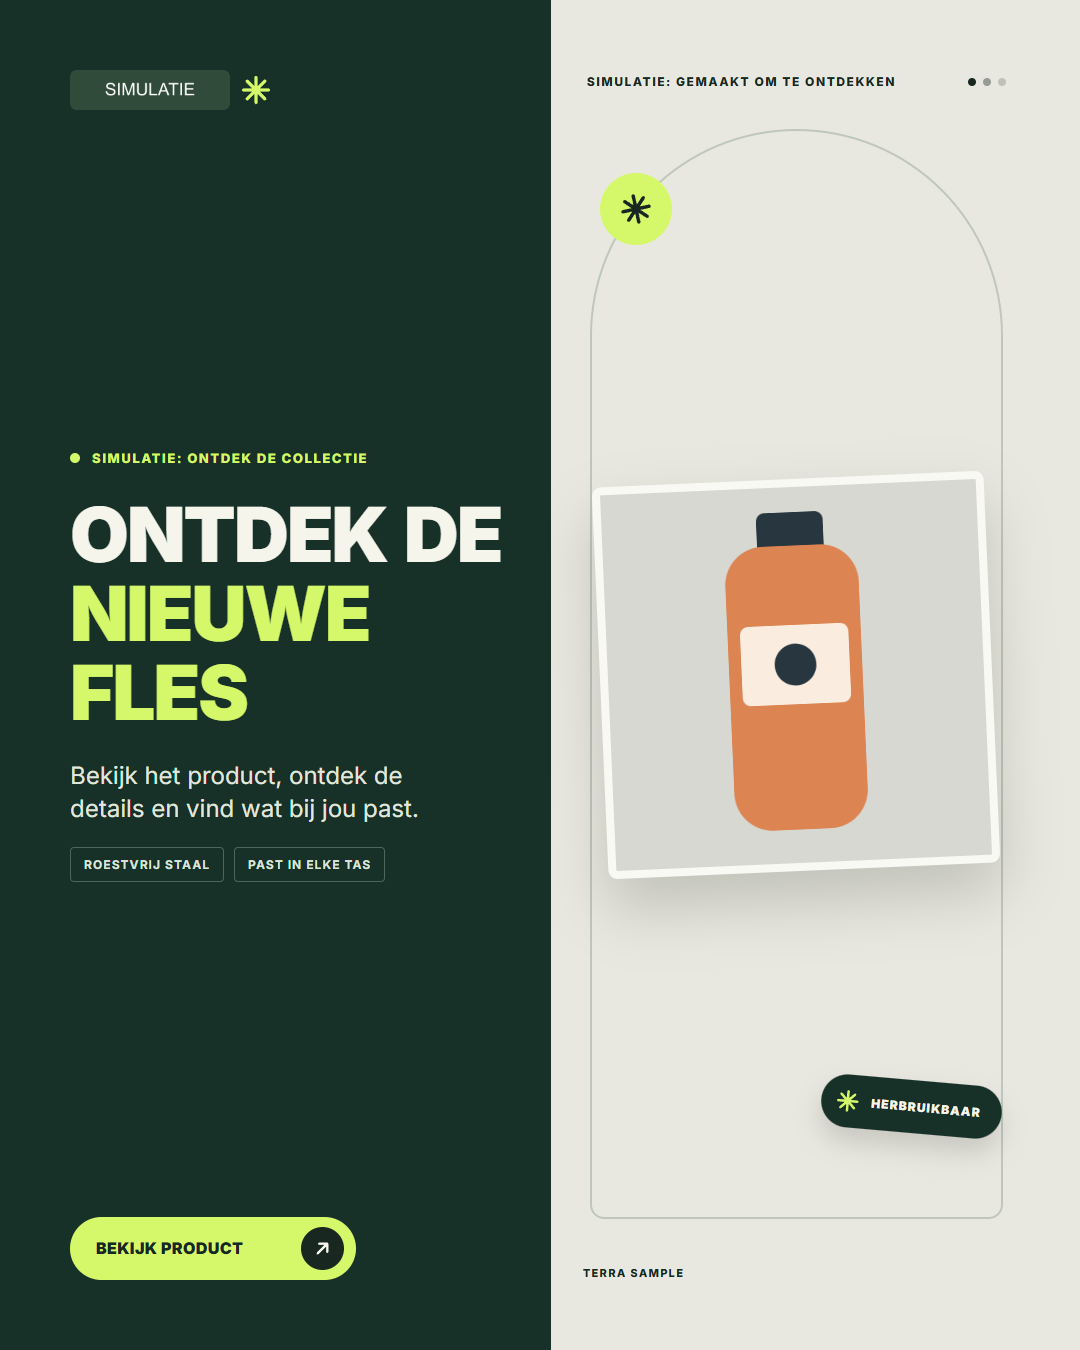 SIMULATIE
SIMULATIE: ONTDEK DE COLLECTIE
ONTDEK DE
NIEUWE
FLES
Bekijk het product, ontdek de
details en vind wat bij jou past.
ROESTVRIJ STAAL
PAST IN ELKE TAS
BEKIJK PRODUCT
SIMULATIE: GEMAAKT OM TE ONTDEKKEN
HERBRUIKBAAR
TERRA SAMPLE